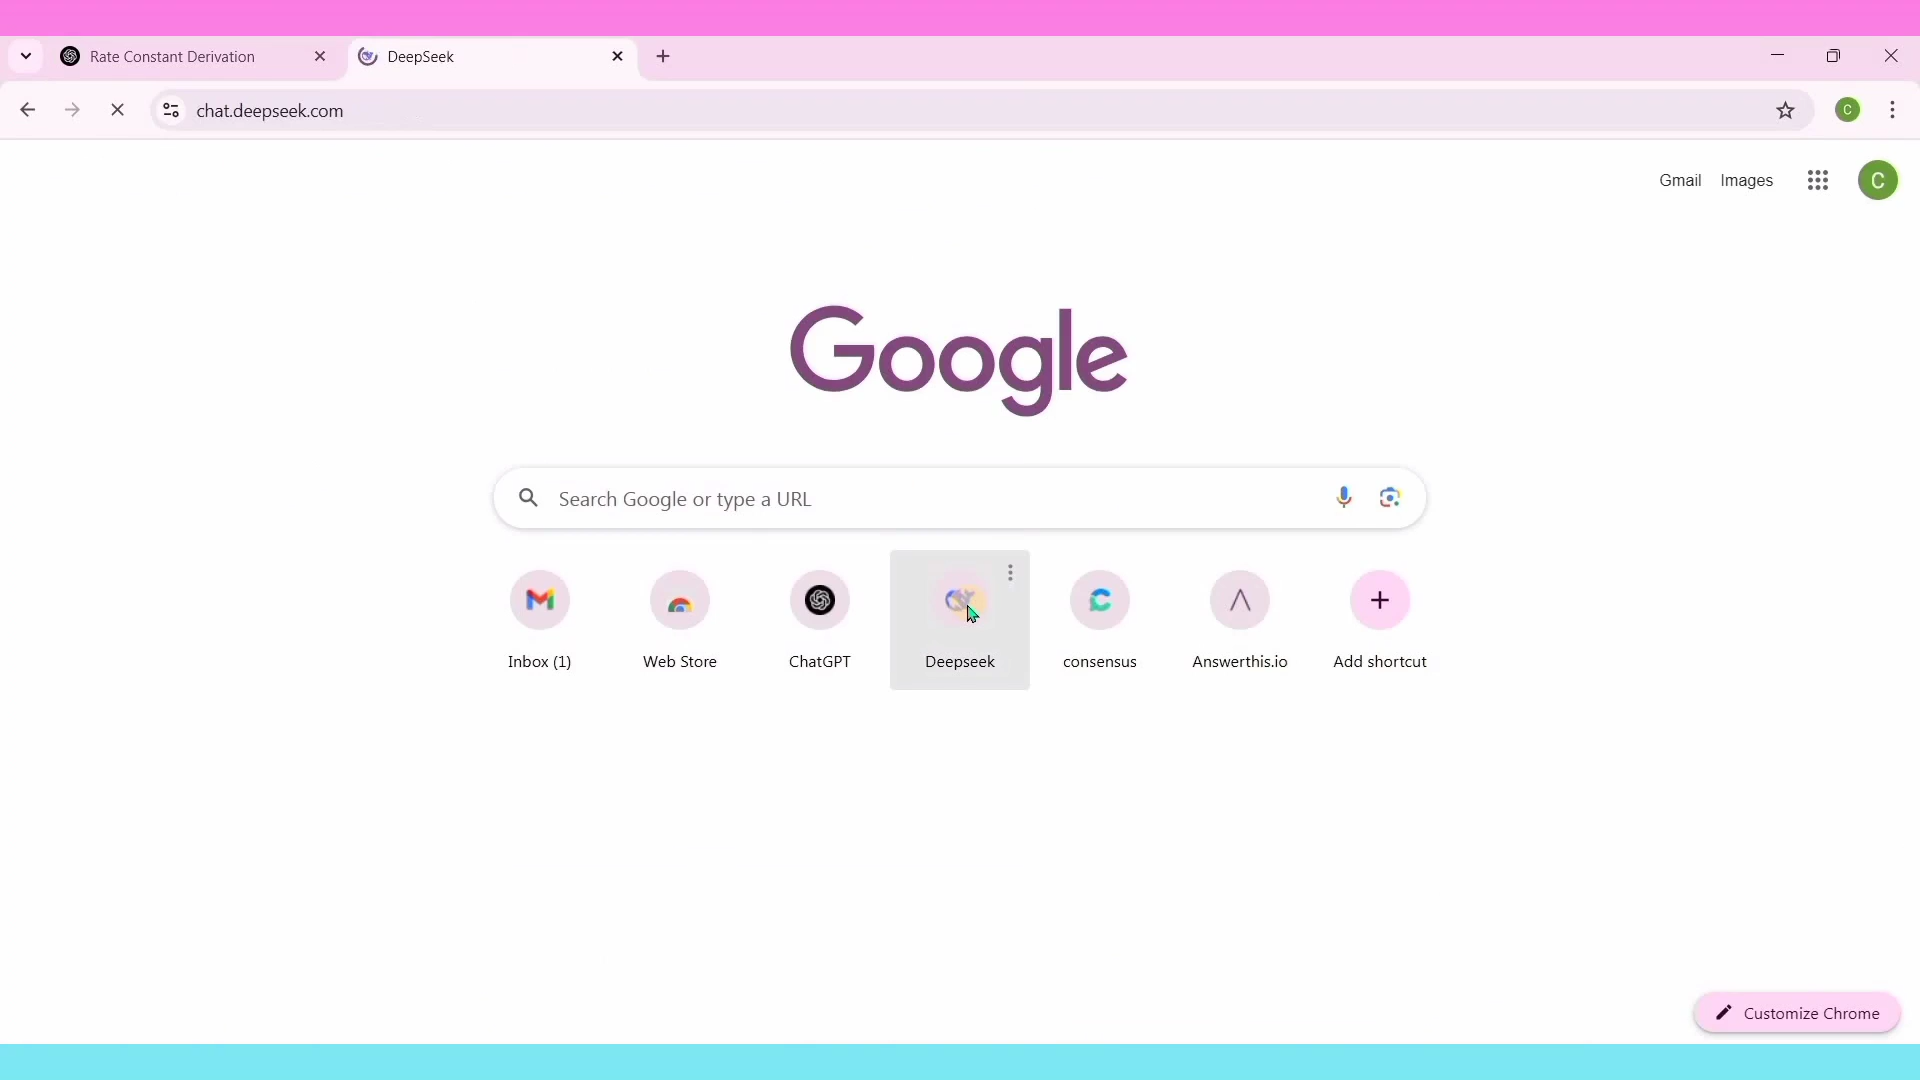 Rate Constant Derivation
DeepSeek
chat.deepseek.com
Gmail Images
C
C
Google
Search Google or type a URL
Inbox (1) Web Store ChatGPT Deepseek consensus Answerthis.io Add shortcut
Customize Chrome